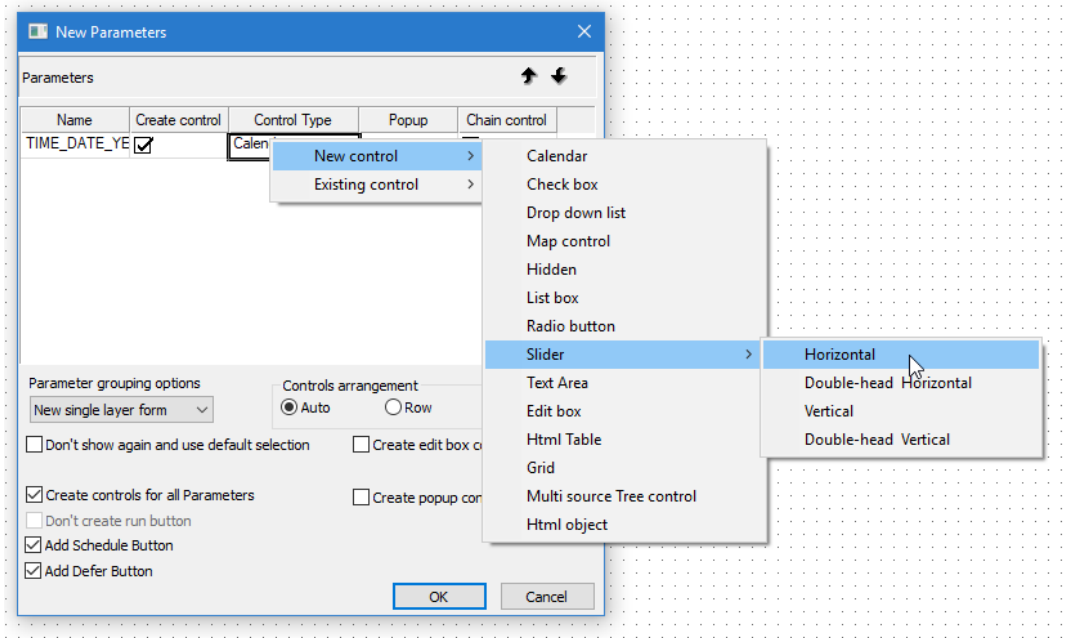 New Parameters
Parameters
Name Create control Control Type Popup Chain control
TIME_DATE_YE
New control
Existing control
Calendar
Check box
Drop down list
Map control
Hidden
List box
Radio button
Slider
Text Area
Edit box
Html Table
Grid
Multi source Tree control
Html object
Horizontal
Double-head Horizontal
Vertical
Double-head Vertical
Parameter grouping options
New single layer form
Controls arrangement
Auto Row
Don't show again and use default selection
Create edit box
Create controls for all Parameters
Create popup
Don't create run button
Add Schedule Button
Add Defer Button
OK Cancel